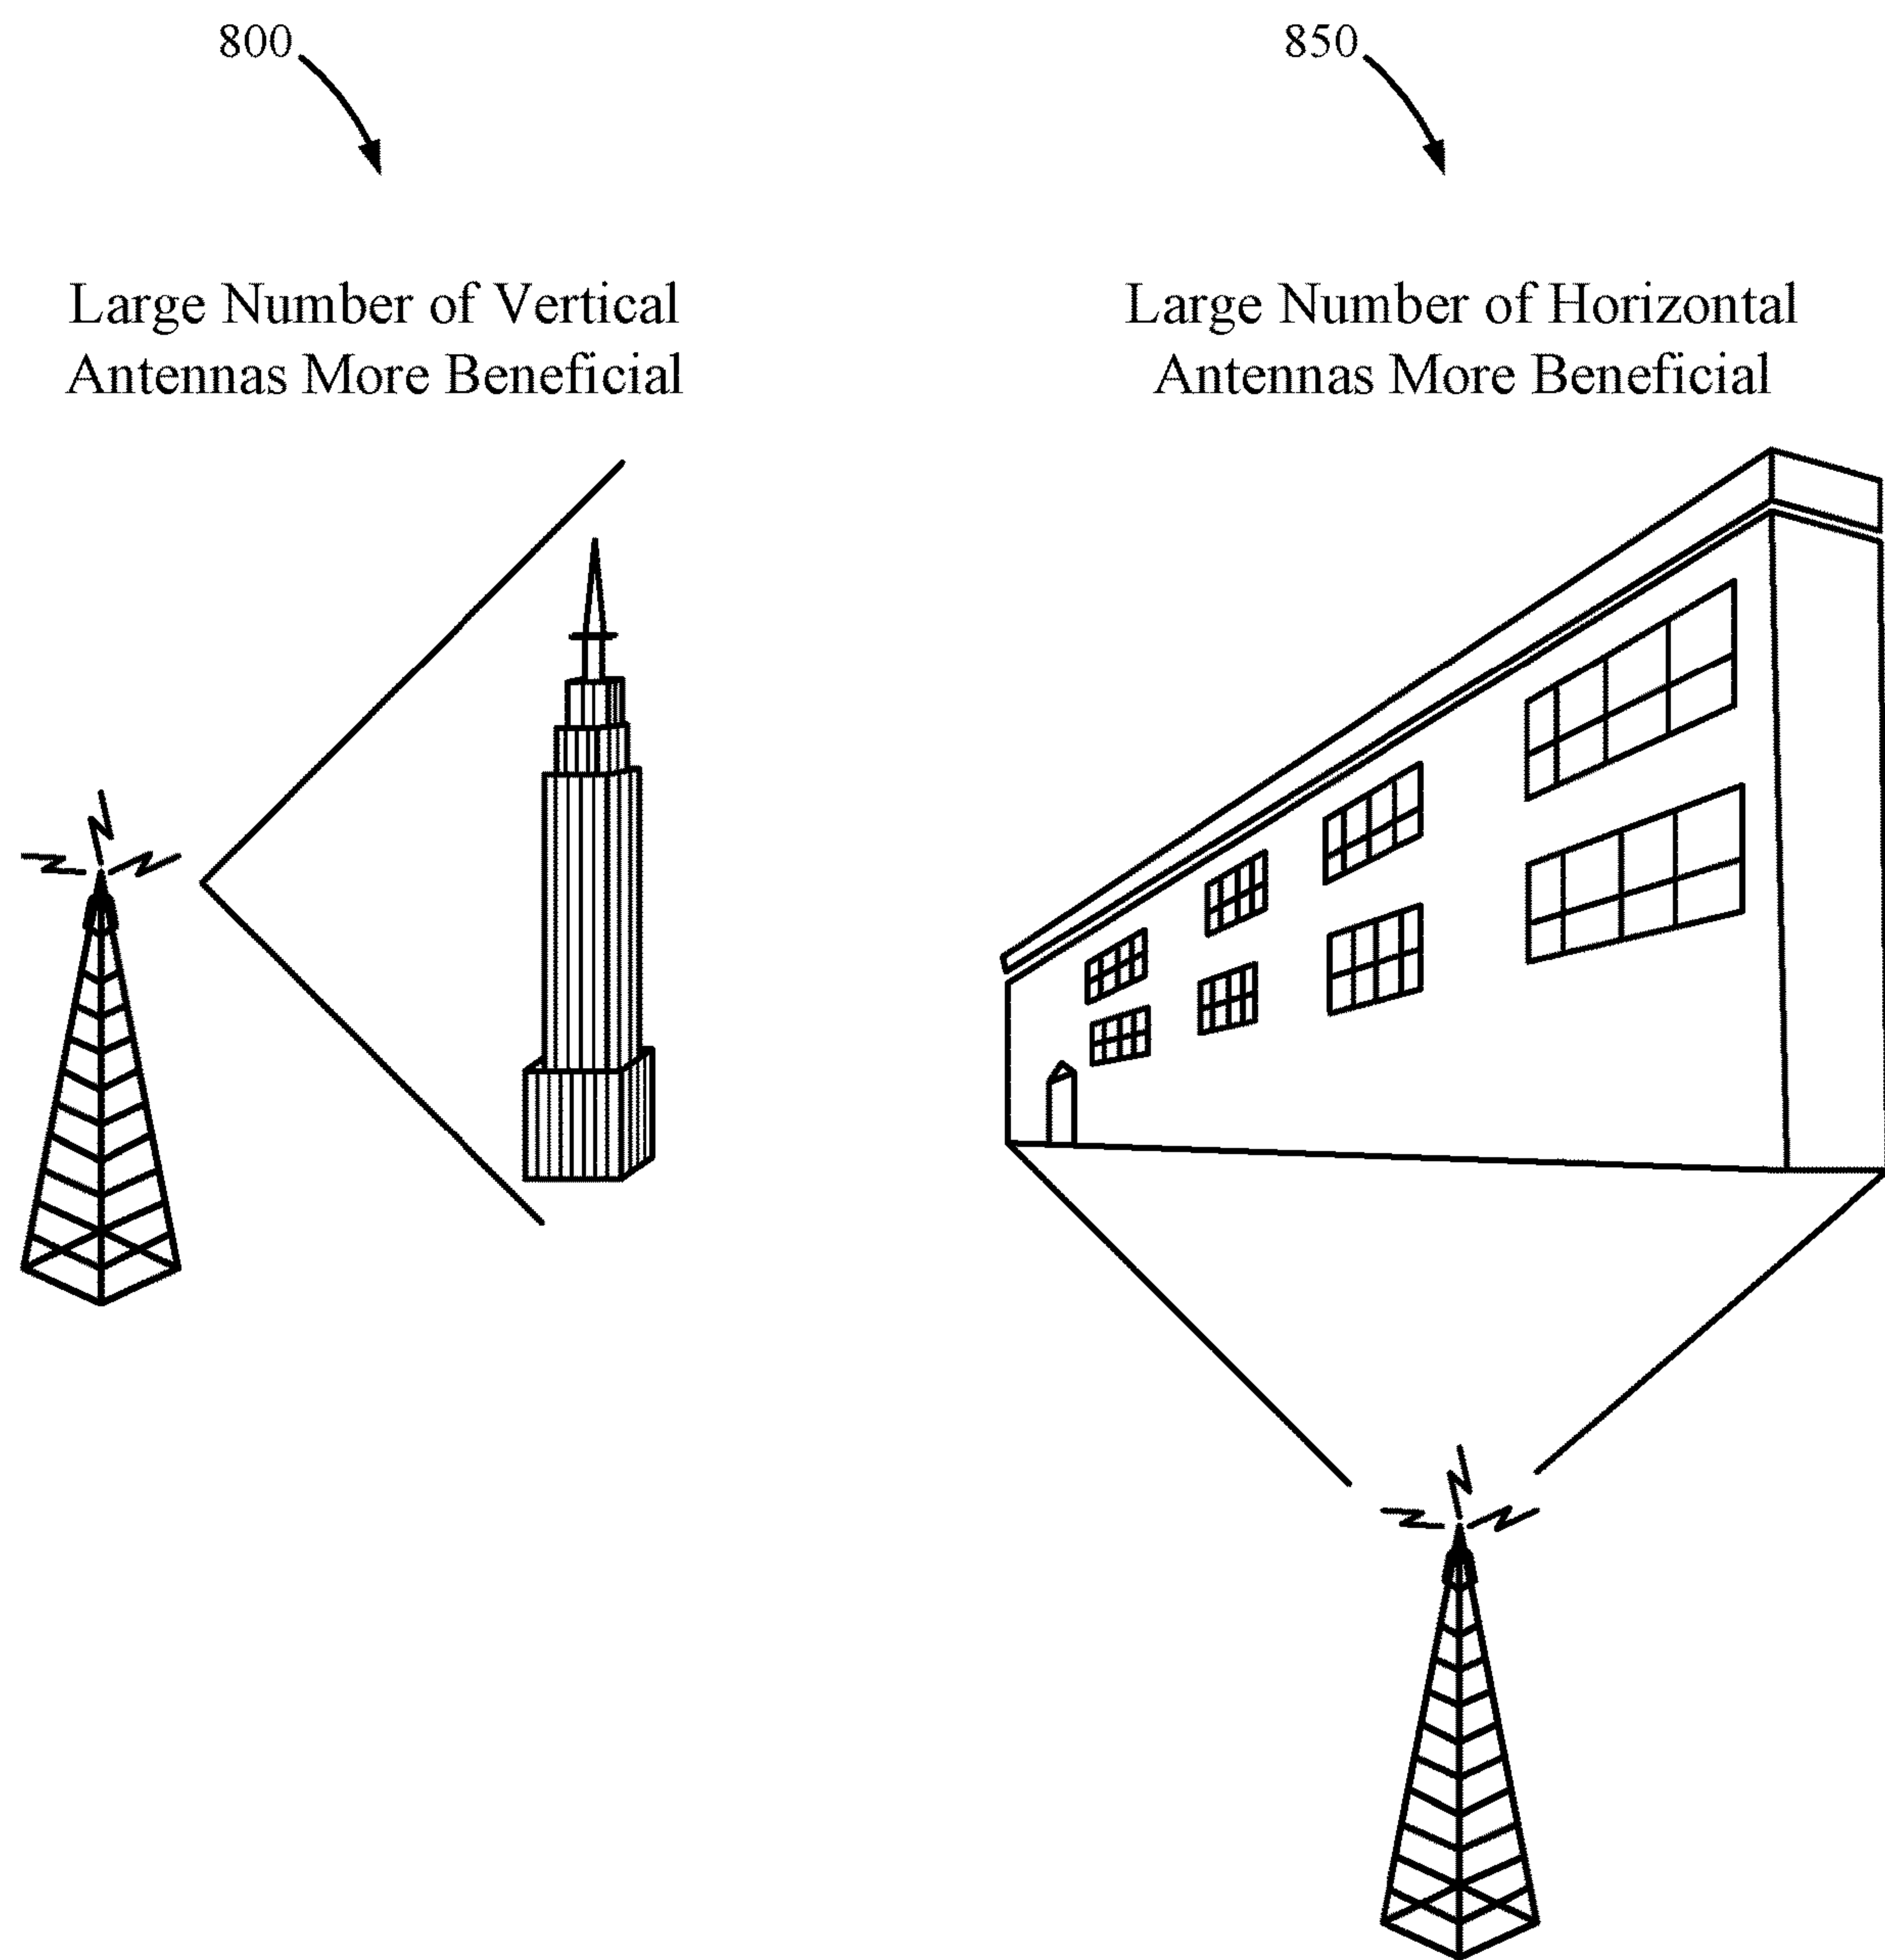 800
Large Number of Vertical
Antennas More Beneficial
850
Large Number of Horizontal
Antennas More Beneficial